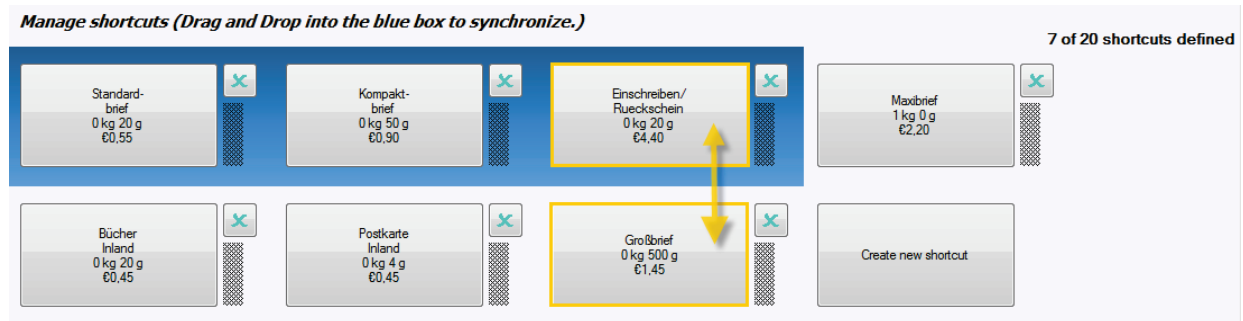 Manage shortcuts (Drag and Drop into the blue box to synchronize.)
7 of 20 shortcuts defined
Standard-
brief
0 kg 20 g
€0,55
Kompakt-
brief
0 kg 50 g
€0,90
Einschreiben/
Rueckschein
0 kg 20 g
€4,40
Maxibrief
1 kg 0 g
€2,20
Bücher
Inland
0 kg 20 g
€0,45
Postkarte
Inland
0 kg 4 g
€0,45
Großbrief
0 kg 500 g
€1,45
Create new shortcut